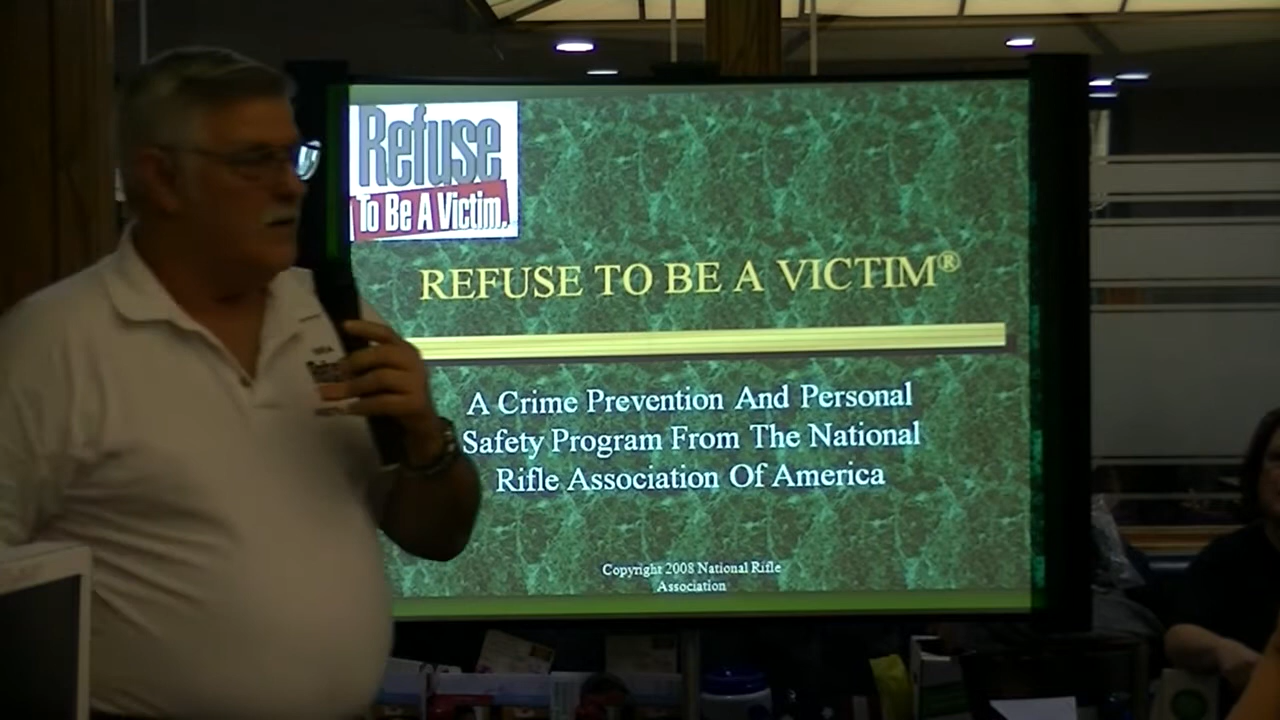 Refuse
To Be A Victim.
REFUSE TO BE A VICTIM®
A Crime Prevention And Personal
Safety Program From The National
Rifle Association Of America
Copyright 2008 National Rifle
Association